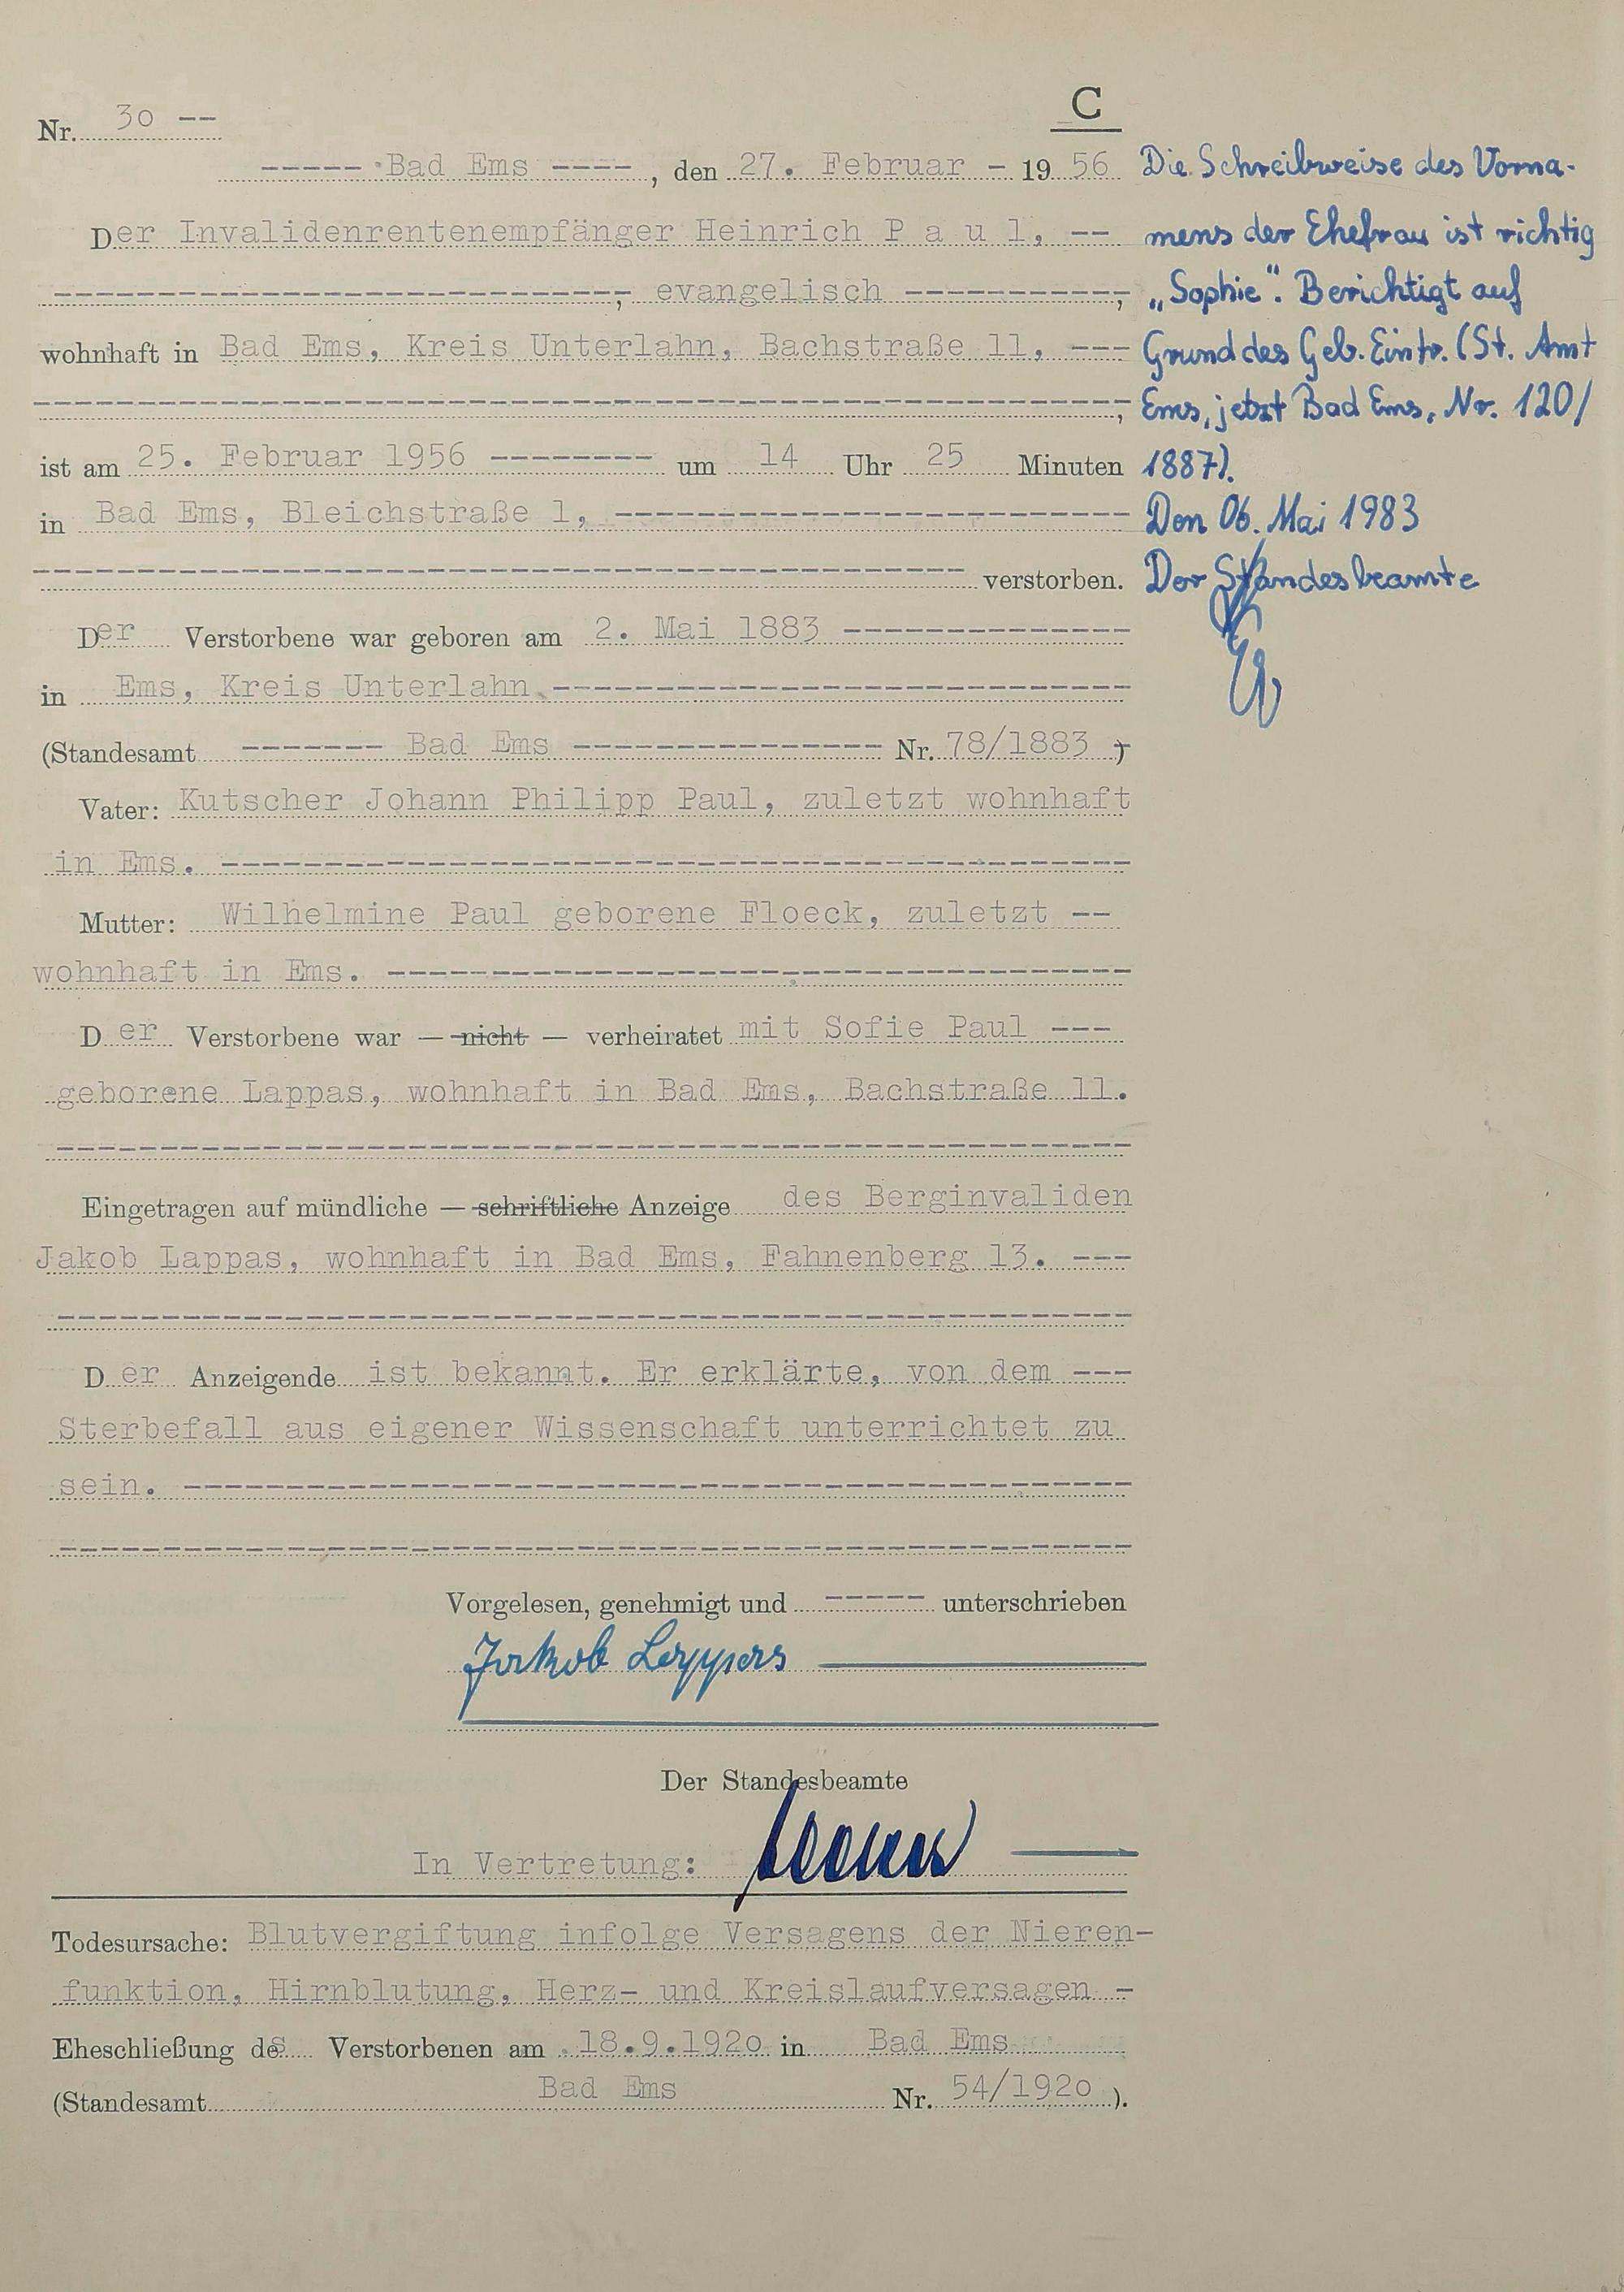 C
Nr. 30 --
----- Bad Ems ----, den 27. Februar - 19 56
Der Invalidenrentenempfänger Heinrich P a u l, --
---------------------------, evangelisch ----------,
wohnhaft in Bad Ems, Kreis Unterlahn, Bachstraße 11, ---
----------------------------------------------------,
ist am 25. Februar 1956 -------- um 14 Uhr 25 Minuten
in Bad Ems, Bleichstraße 1, -------------------------
--------------------------------------------- verstorben.
Der Verstorbene war geboren am 2. Mai 1883 --------------
in Ems, Kreis Unterlahn ----------------------------
(Standesamt ------- Bad Ems --------------- Nr. 78/1883 )
Vater: Kutscher Johann Philipp Paul, zuletzt wohnhaft
in Ems. --------------------------------------------
Mutter: Wilhelmine Paul geborene Floeck, zuletzt --
wohnhaft in Ems. ------------------------------------
Der Verstorbene war — nicht — verheiratet mit Sofie Paul ---
geborene Lappas, wohnhaft in Bad Ems, Bachstraße 11.
----------------------------------------------------
Eingetragen auf mündliche — schriftliche Anzeige des Berginvaliden
Jakob Lappas, wohnhaft in Bad Ems, Fahnenberg 13. ---
----------------------------------------------------
Der Anzeigende ist bekannt. Er erklärte, von dem ---
Sterbefall aus eigener Wissenschaft unterrichtet zu
sein. ----------------------------------------------
----------------------------------------------------
Vorgelesen, genehmigt und ----- unterschrieben
Jakob Lappas
Der Standesbeamte
In Vertretung:
Todesursache: Blutvergiftung infolge Versagens der Nieren-
funktion, Hirnblutung, Herz- und Kreislaufversagen -
Eheschließung des Verstorbenen am 18.9.1920 in Bad Ems
(Standesamt Bad Ems Nr. 54/1920 ).
Die Schreibweise des Vorna-
mens der Ehefrau ist richtig
„Sophie". Berichtigt auf
Grund des Geb. Eintr. (St. Amt
Ems, jetzt Bad Ems, Nr. 120/
1887).
Den 06. Mai 1983
Der Standesbeamte